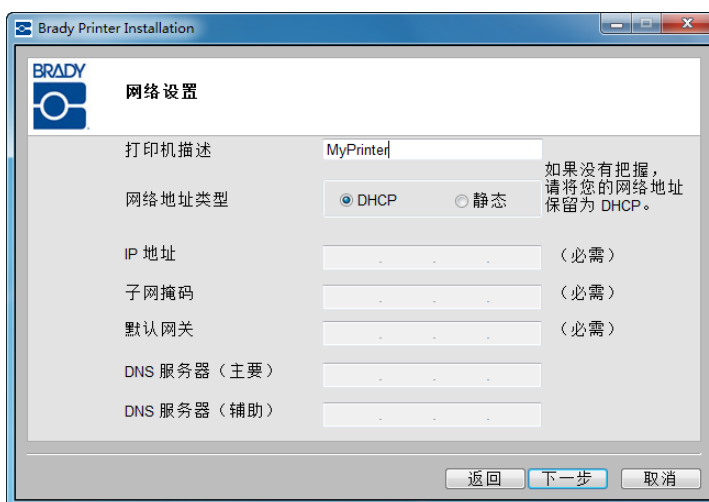 Brady Printer Installation
BRADY
网络设置
打印机描述 MyPrinter
如果没有把握，
请将您的网络地址
保留为 DHCP。
网络地址类型 DHCP 静态
IP 地址 （必需）
子网掩码 （必需）
默认网关 （必需）
DNS 服务器（主要）
DNS 服务器（辅助）
返回 下一步 取消